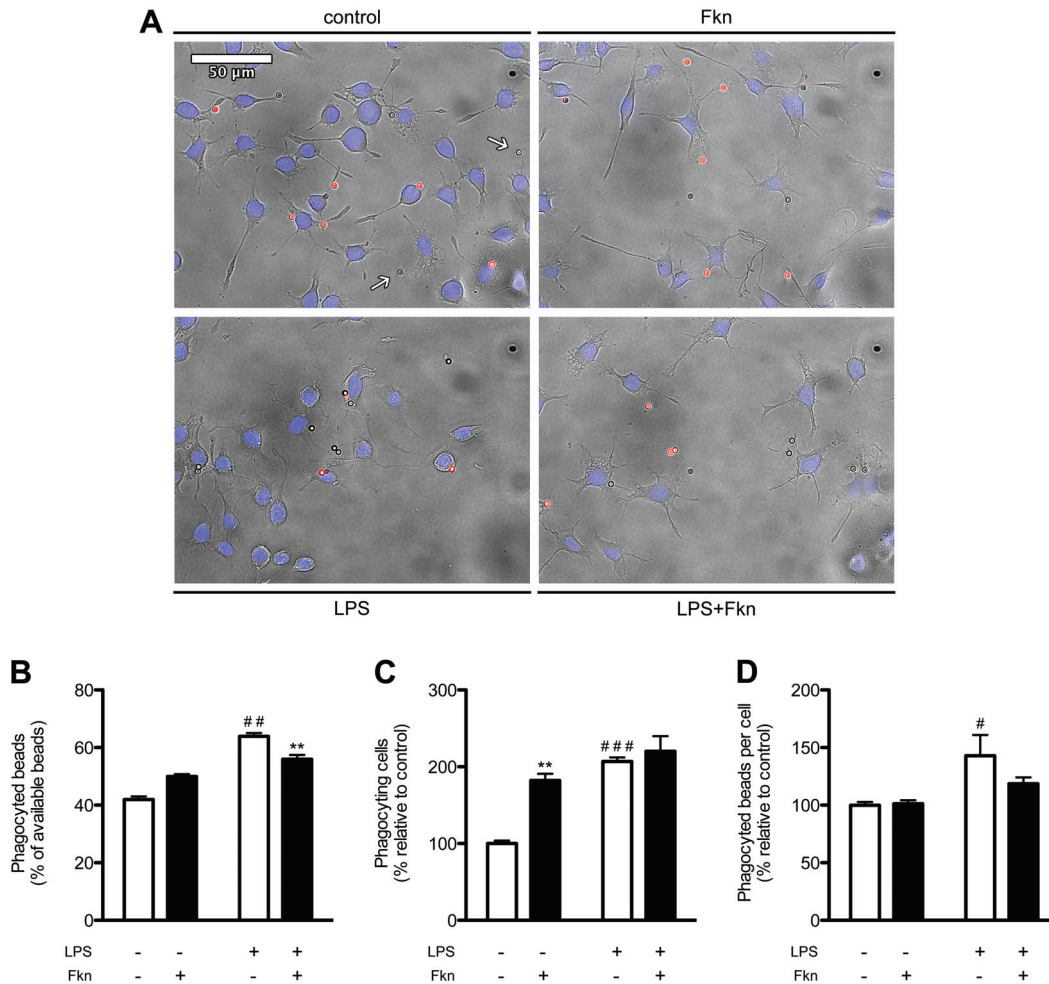 A
control
Fkn
50 µm
LPS
LPS+Fkn
B
Phagocyted beads
(% of available beads)
80
60
40
20
0
# #
**
LPS - - + +
Fkn - + - +
C
Phagocyting cells
(% relative to control)
300
200
100
0
**
# # #
LPS - - + +
Fkn - + - +
D
Phagocyted beads per cell
(% relative to control)
200
150
100
50
0
#
LPS - - + +
Fkn - + - +